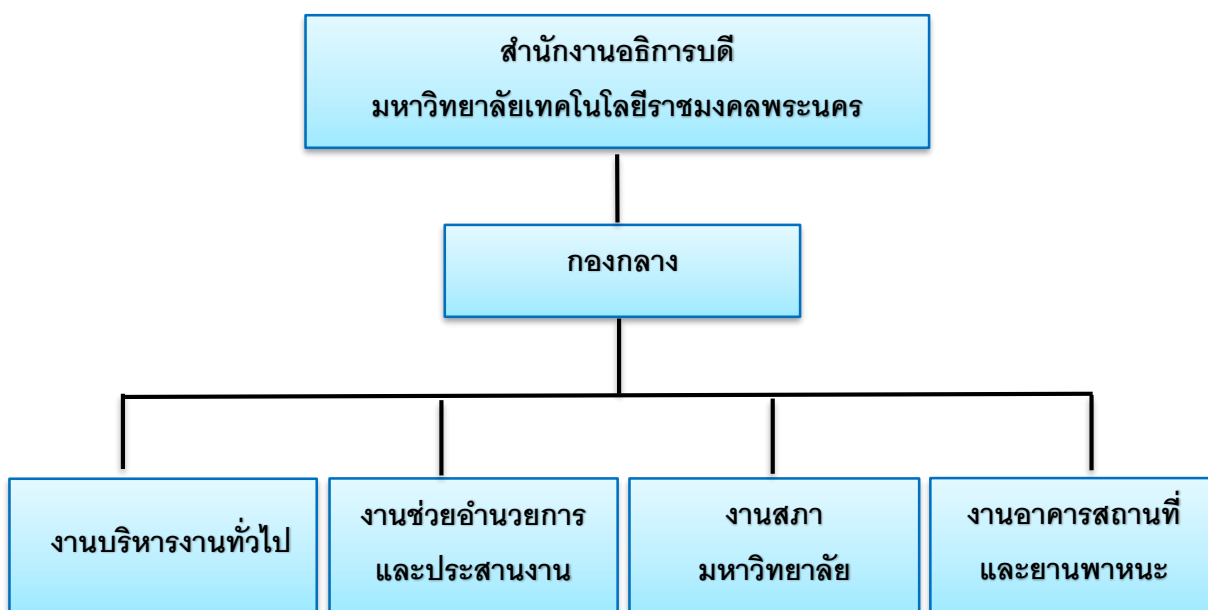 สำนักงานอธิการบดี
มหาวิทยาลัยเทคโนโลยีราชมงคลพระนคร
กองกลาง
งานบริหารงานทั่วไป
งานช่วยอำนวยการ
และประสานงาน
งานสภา
มหาวิทยาลัย
งานอาคารสถานที่
และยานพาหนะ